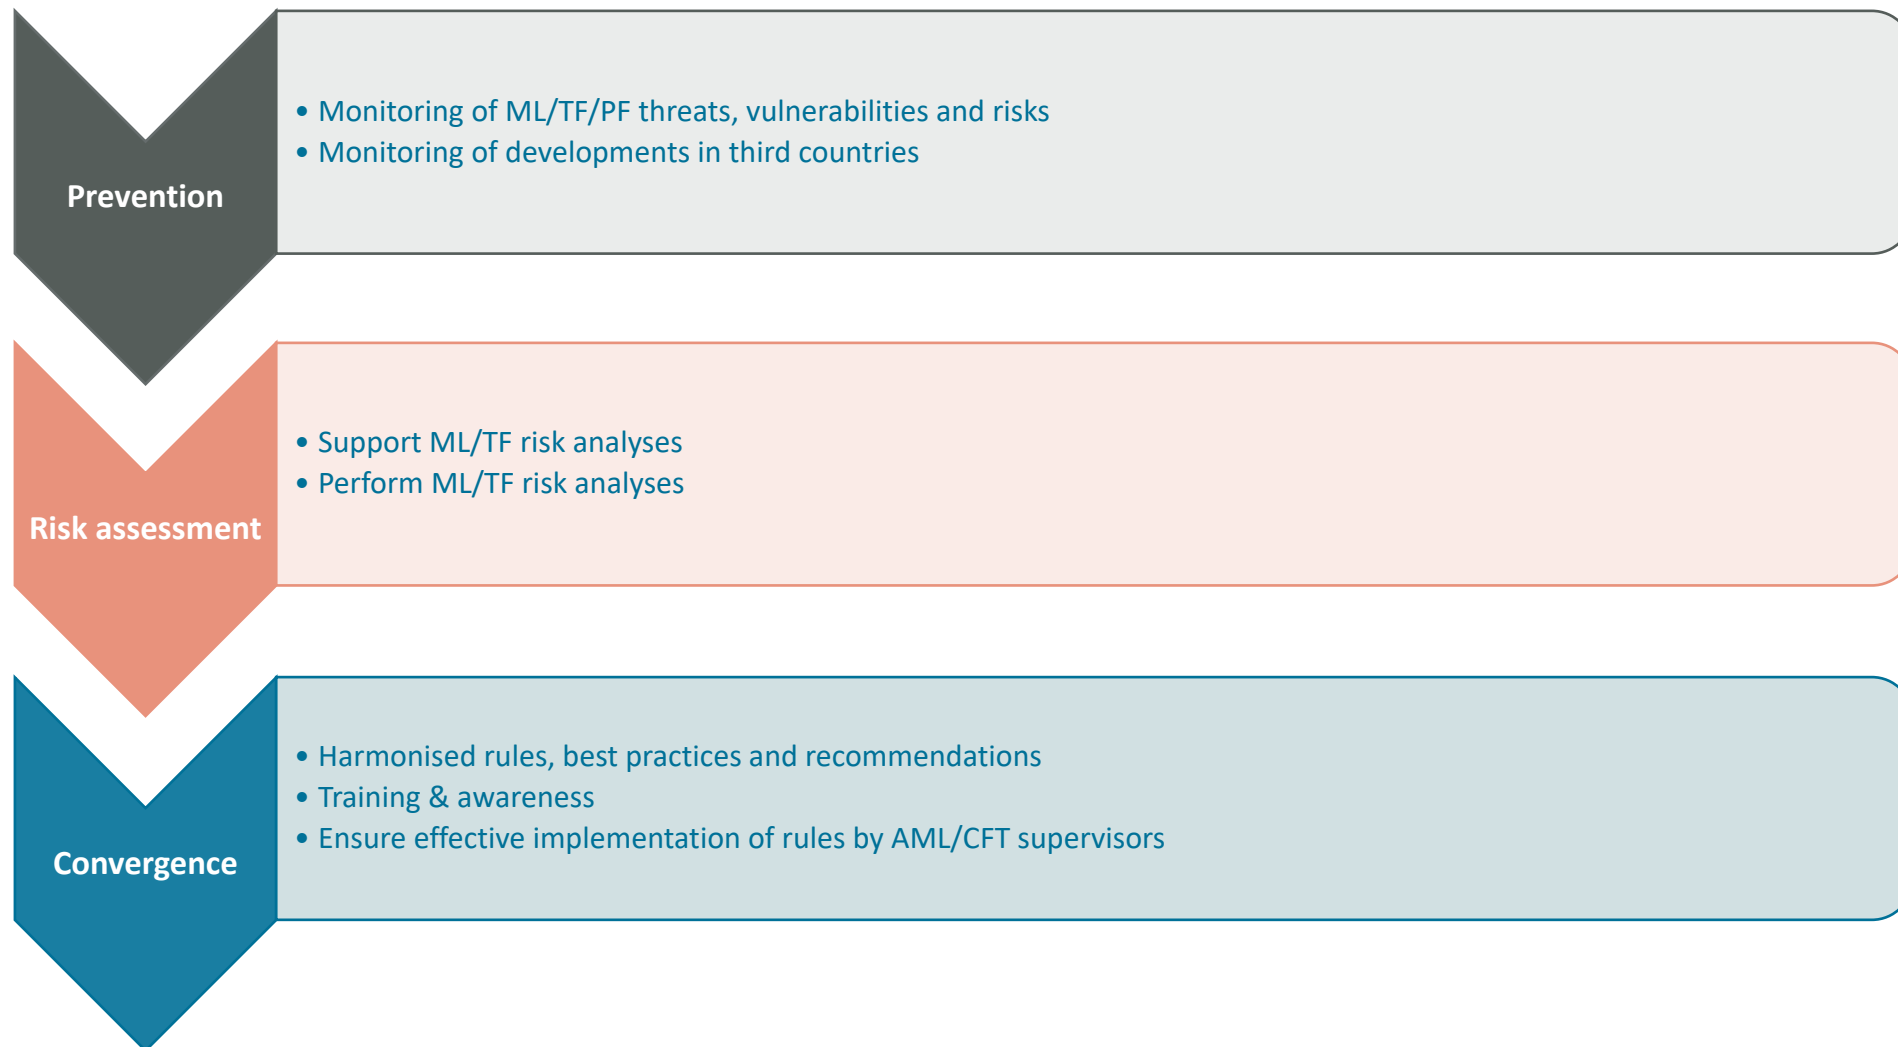 Prevention
• Monitoring of ML/TF/PF threats, vulnerabilities and risks
• Monitoring of developments in third countries
Risk assessment
• Support ML/TF risk analyses
• Perform ML/TF risk analyses
Convergence
• Harmonised rules, best practices and recommendations
• Training & awareness
• Ensure effective implementation of rules by AML/CFT supervisors